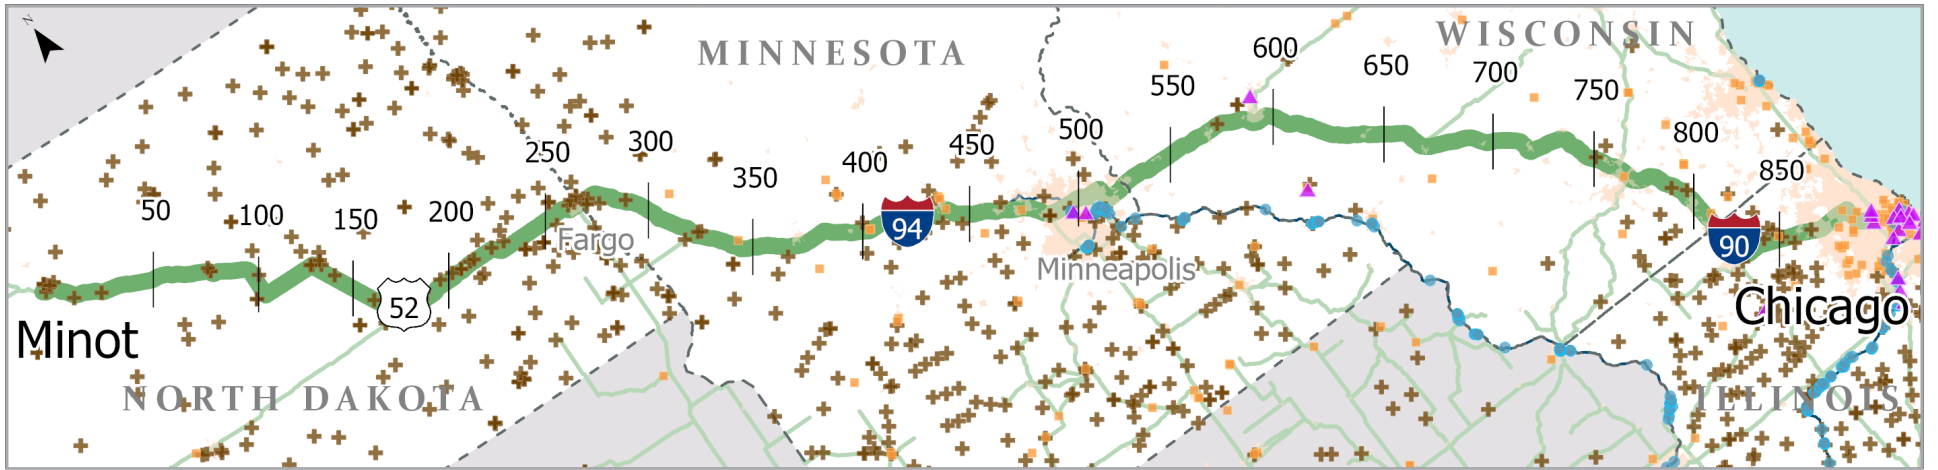 N
MINNESOTA
WISCONSIN
50
100
150
200
250
300
350
400
450
500
550
600
650
700
750
800
850
94
90
52
Fargo
Minneapolis
Minot
Chicago
NORTH DAKOTA
ILLINOIS